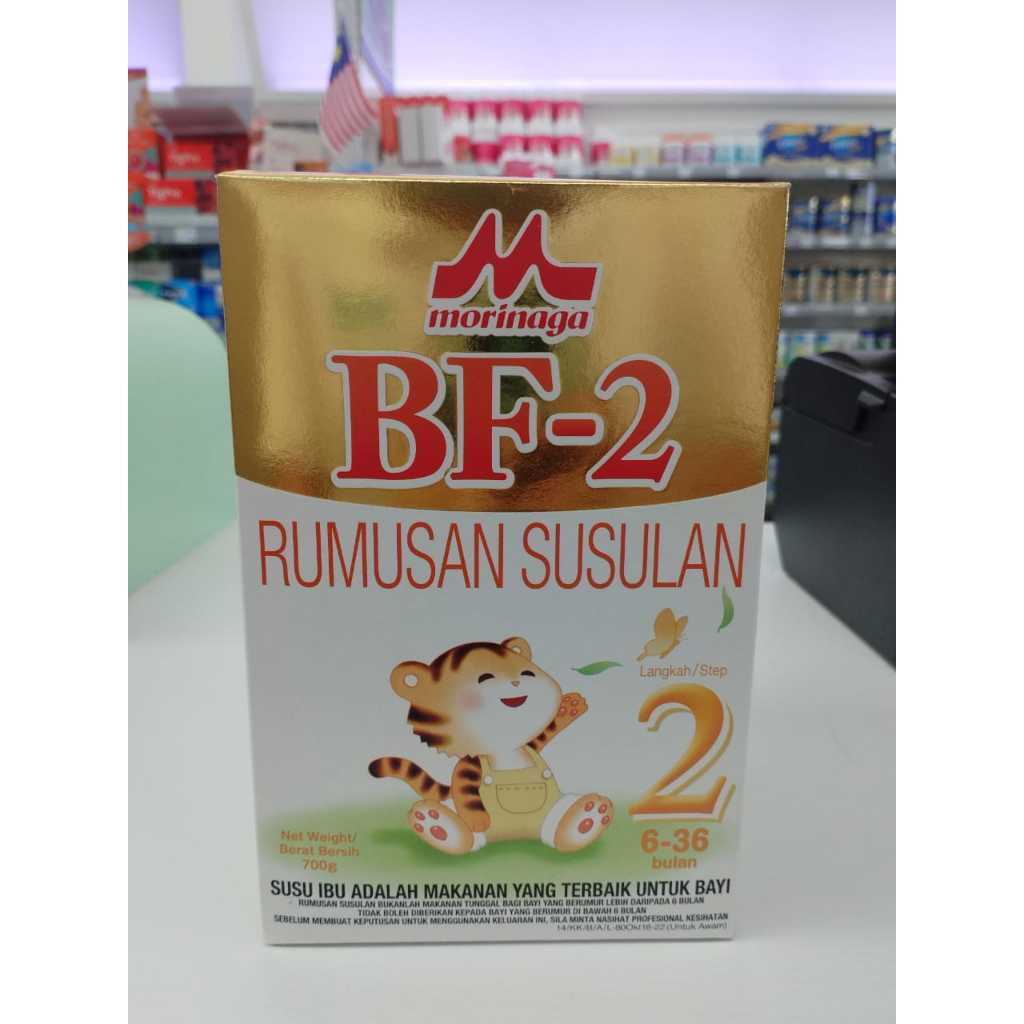 morinaga
BF-2
RUMUSAN SUSULAN
Langkah/Step
2
6-36
bulan
Net Weight/
Berat Bersih
700g
SUSU IBU ADALAH MAKANAN YANG TERBAIK UNTUK BAYI
RUMUSAN SUSULAN BUKANLAH MAKANAN TUNGGAL BAGI BAYI YANG BERUMUR LEBIH DARIPADA 6 BULAN
TIDAK BOLEH DIBERIKAN KEPADA BAYI YANG BERUMUR DI BAWAH 6 BULAN
SEBELUM MEMBUAT KEPUTUSAN UNTUK MENGGUNAKAN KELUARAN INI, SILA MINTA NASIHAT PROFESIONAL KESIHATAN
(Untuk Awam)